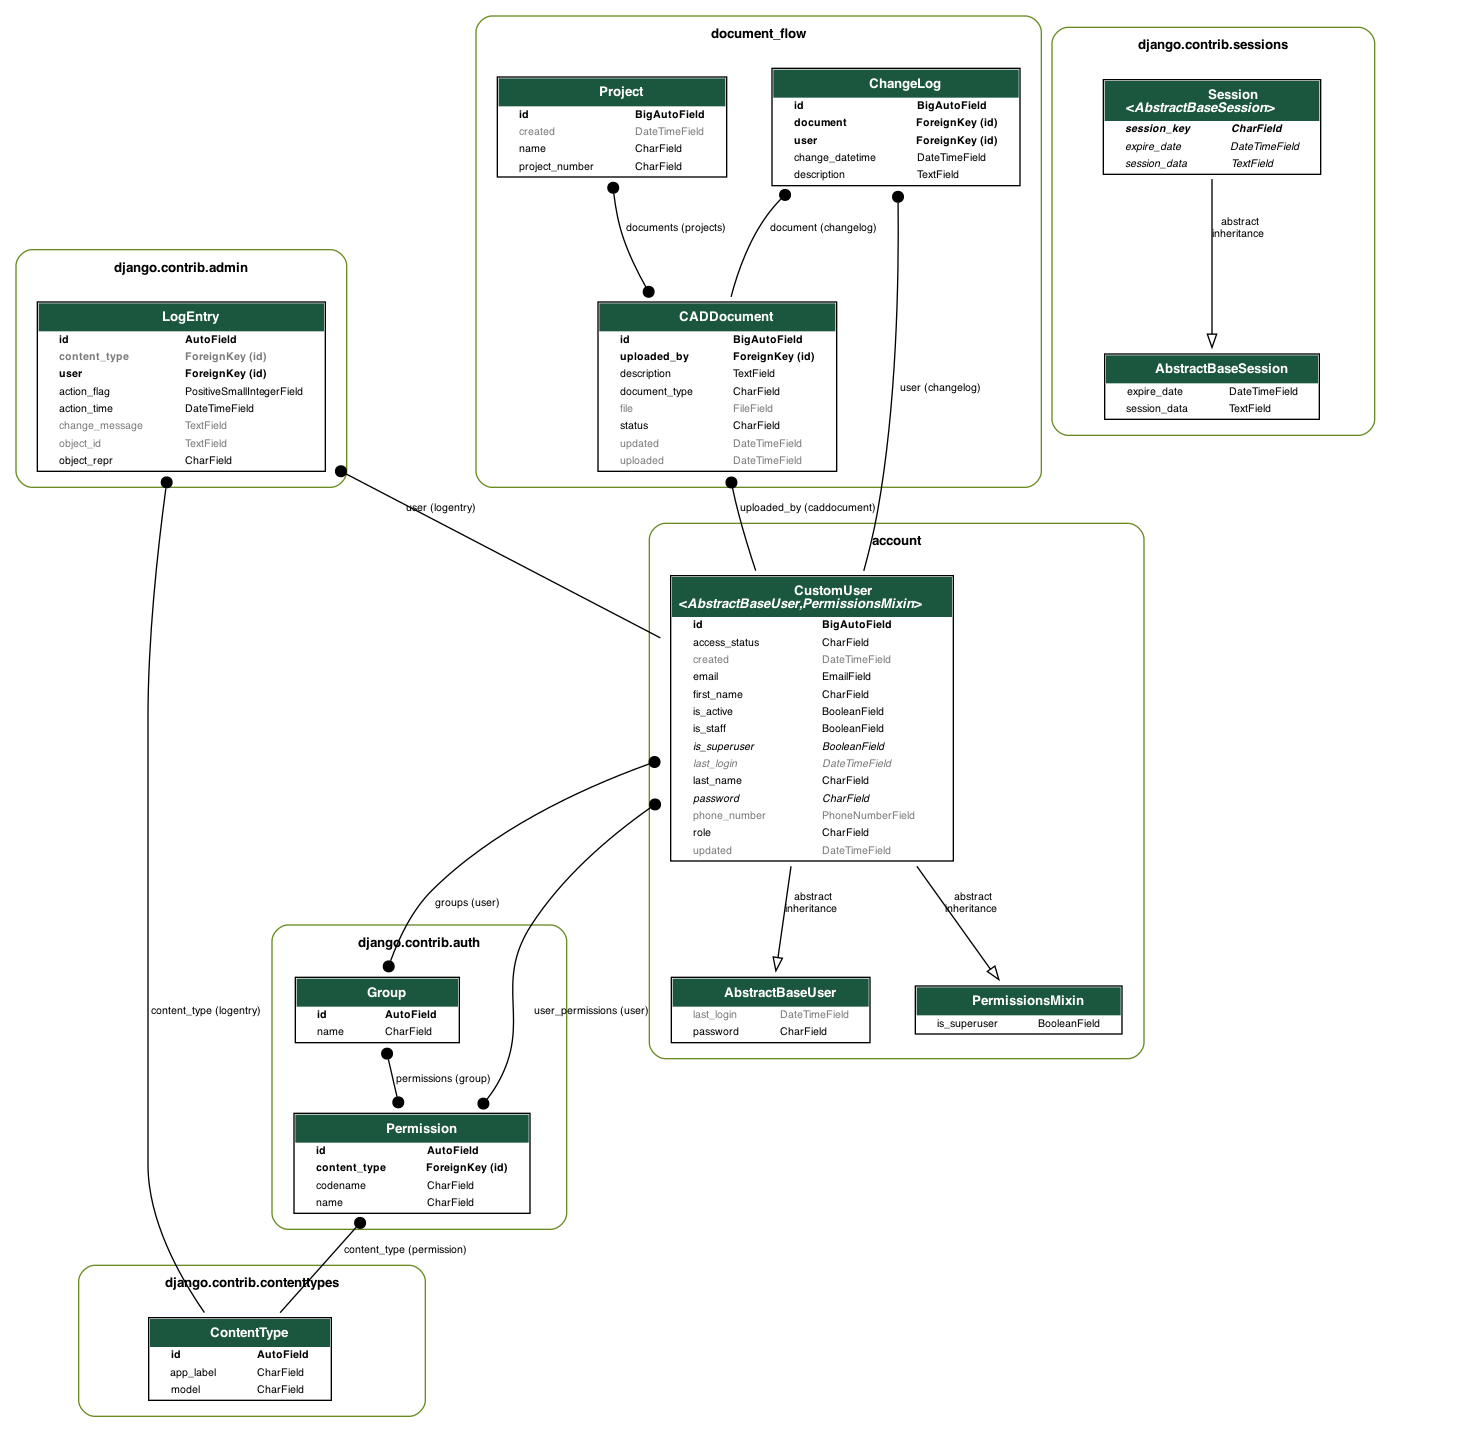 document_flow
Project
id BigAutoField
created DateTimeField
name CharField
project_number CharField
ChangeLog
id BigAutoField
document ForeignKey (id)
user ForeignKey (id)
change_datetime DateTimeField
description TextField
documents (projects)
document (changelog)
CADDocument
id BigAutoField
uploaded_by ForeignKey (id)
description TextField
document_type CharField
file FileField
status CharField
updated DateTimeField
uploaded DateTimeField
user (changelog)
django.contrib.sessions
Session
<AbstractBaseSession>
session_key CharField
expire_date DateTimeField
session_data TextField
abstract
inheritance
AbstractBaseSession
expire_date DateTimeField
session_data TextField
django.contrib.admin
LogEntry
id AutoField
content_type ForeignKey (id)
user ForeignKey (id)
action_flag PositiveSmallIntegerField
action_time DateTimeField
change_message TextField
object_id TextField
object_repr CharField
user (logentry)
uploaded_by (caddocument)
account
CustomUser
<AbstractBaseUser,PermissionsMixin>
id BigAutoField
access_status CharField
created DateTimeField
email EmailField
first_name CharField
is_active BooleanField
is_staff BooleanField
is_superuser BooleanField
last_login DateTimeField
last_name CharField
password CharField
phone_number PhoneNumberField
role CharField
updated DateTimeField
abstract
inheritance
abstract
inheritance
AbstractBaseUser
last_login DateTimeField
password CharField
PermissionsMixin
is_superuser BooleanField
groups (user)
django.contrib.auth
Group
id AutoField
name CharField
content_type (logentry)
user_permissions (user)
permissions (group)
Permission
id AutoField
content_type ForeignKey (id)
codename CharField
name CharField
content_type (permission)
django.contrib.contenttypes
ContentType
id AutoField
app_label CharField
model CharField